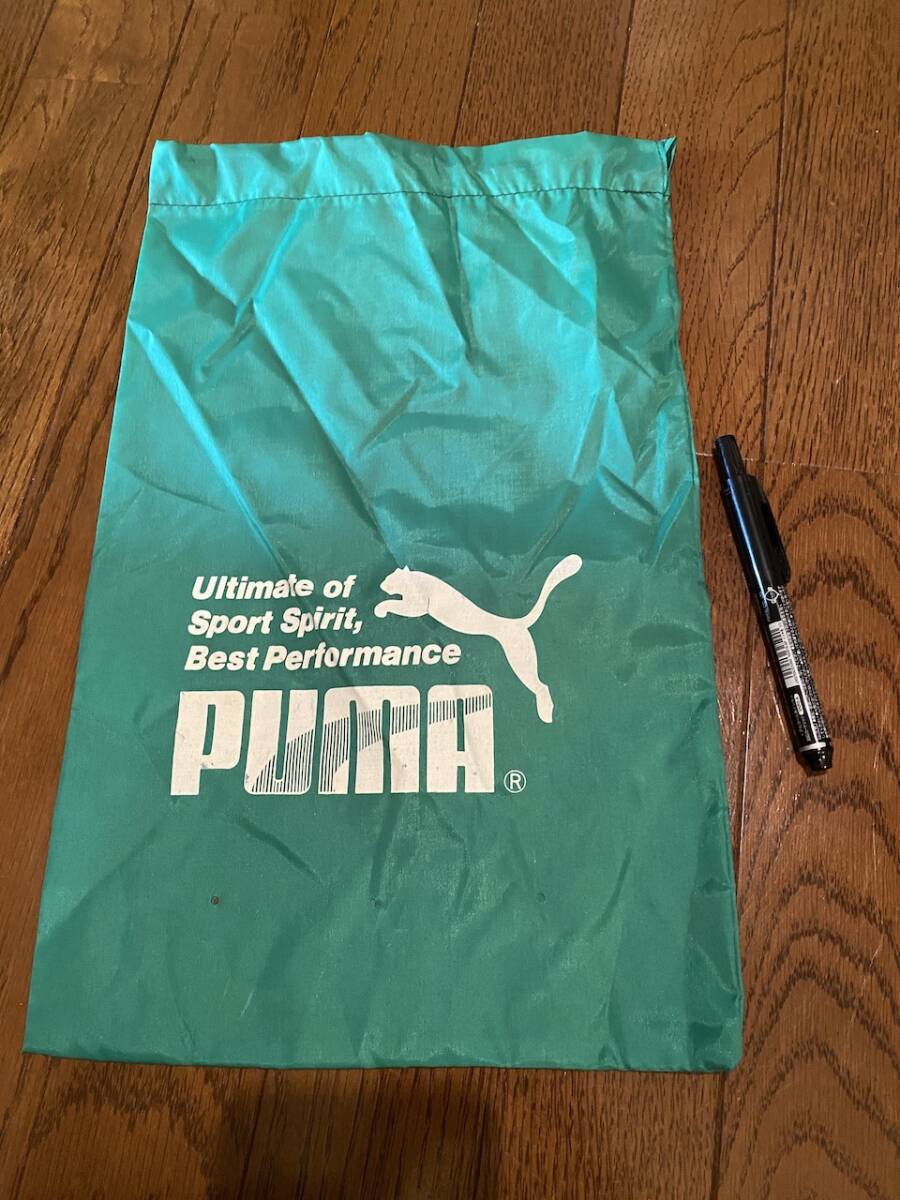 Ultimate of
Sport Spirit,
Best Performance
PUMA®